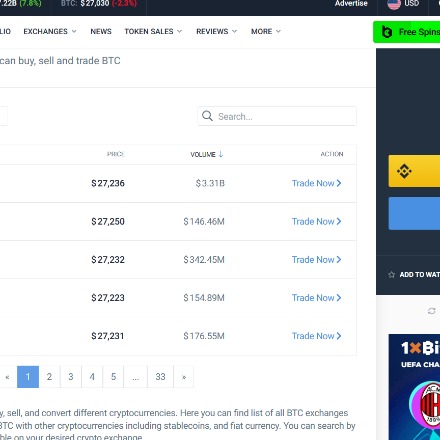 7.22B (7.8%) BTC: $27,030 (-2.3%) Advertise USD
LIO EXCHANGES NEWS TOKEN SALES REVIEWS MORE Free Spins
can buy, sell and trade BTC
Search...
PRICE VOLUME ↓ ACTION
$27,236 $3.31B Trade Now
$27,250 $146.46M Trade Now
$27,232 $342.45M Trade Now
$27,223 $154.89M Trade Now
$27,231 $176.55M Trade Now
ADD TO WAT
« 1 2 3 4 5 ... 33 »
1XBi
UEFA CHA
y, sell, and convert different cryptocurrencies. Here you can find list of all BTC exchanges
BTC with other cryptocurrencies including stablecoins, and fiat currency. You can search by
ble on your desired crypto exchange.